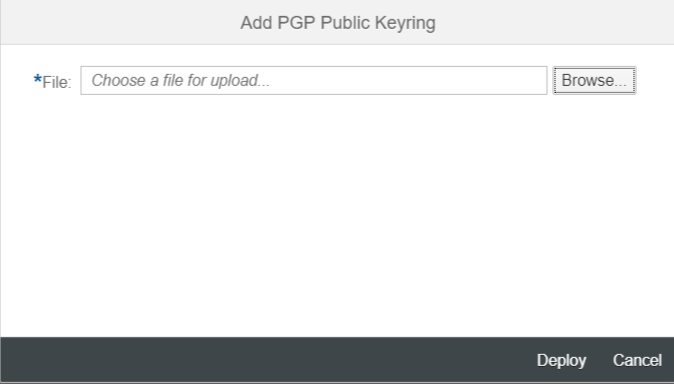 Add PGP Public Keyring
*File: Choose a file for upload... Browse...
Deploy Cancel